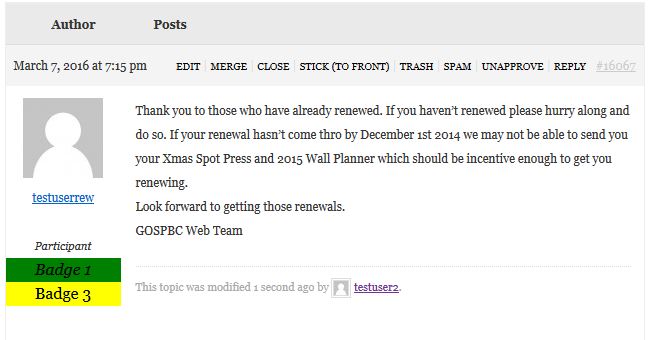 Author Posts
March 7, 2016 at 7:15 pm EDIT MERGE CLOSE STICK (TO FRONT) TRASH SPAM UNAPPROVE REPLY #16067
testuserrew
Participant
Badge 1
Badge 3
Thank you to those who have already renewed. If you haven’t renewed please hurry along and
do so. If your renewal hasn’t come thro by December 1st 2014 we may not be able to send you
your Xmas Spot Press and 2015 Wall Planner which should be incentive enough to get you
renewing.
Look forward to getting those renewals.
GOSPBC Web Team
This topic was modified 1 second ago by testuser2.